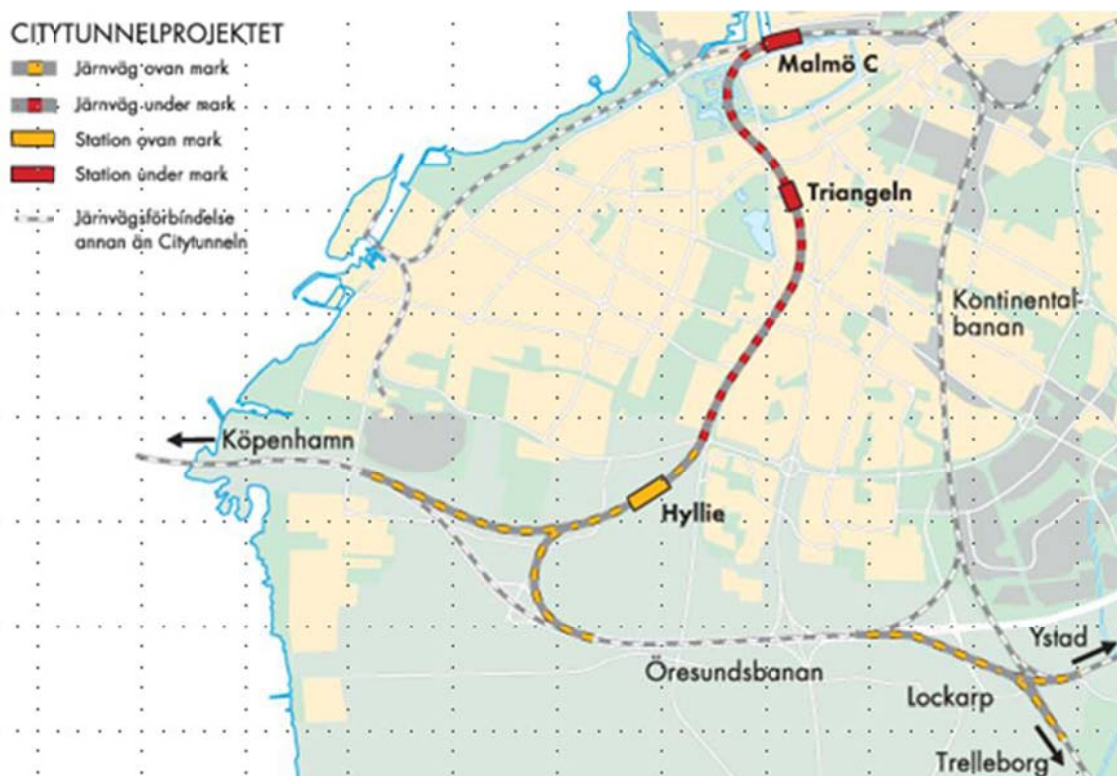 CITYTUNNELPROJEKTET
Järnväg ovan mark
Järnväg under mark
Station ovan mark
Station under mark
Järnvägsförbindelse
annan än Citytunneln
Malmö C
Triangeln
Kontinental-
banan
Köpenhamn
Hyllie
Ystad
Öresundsbanan
Lockarp
Trelleborg